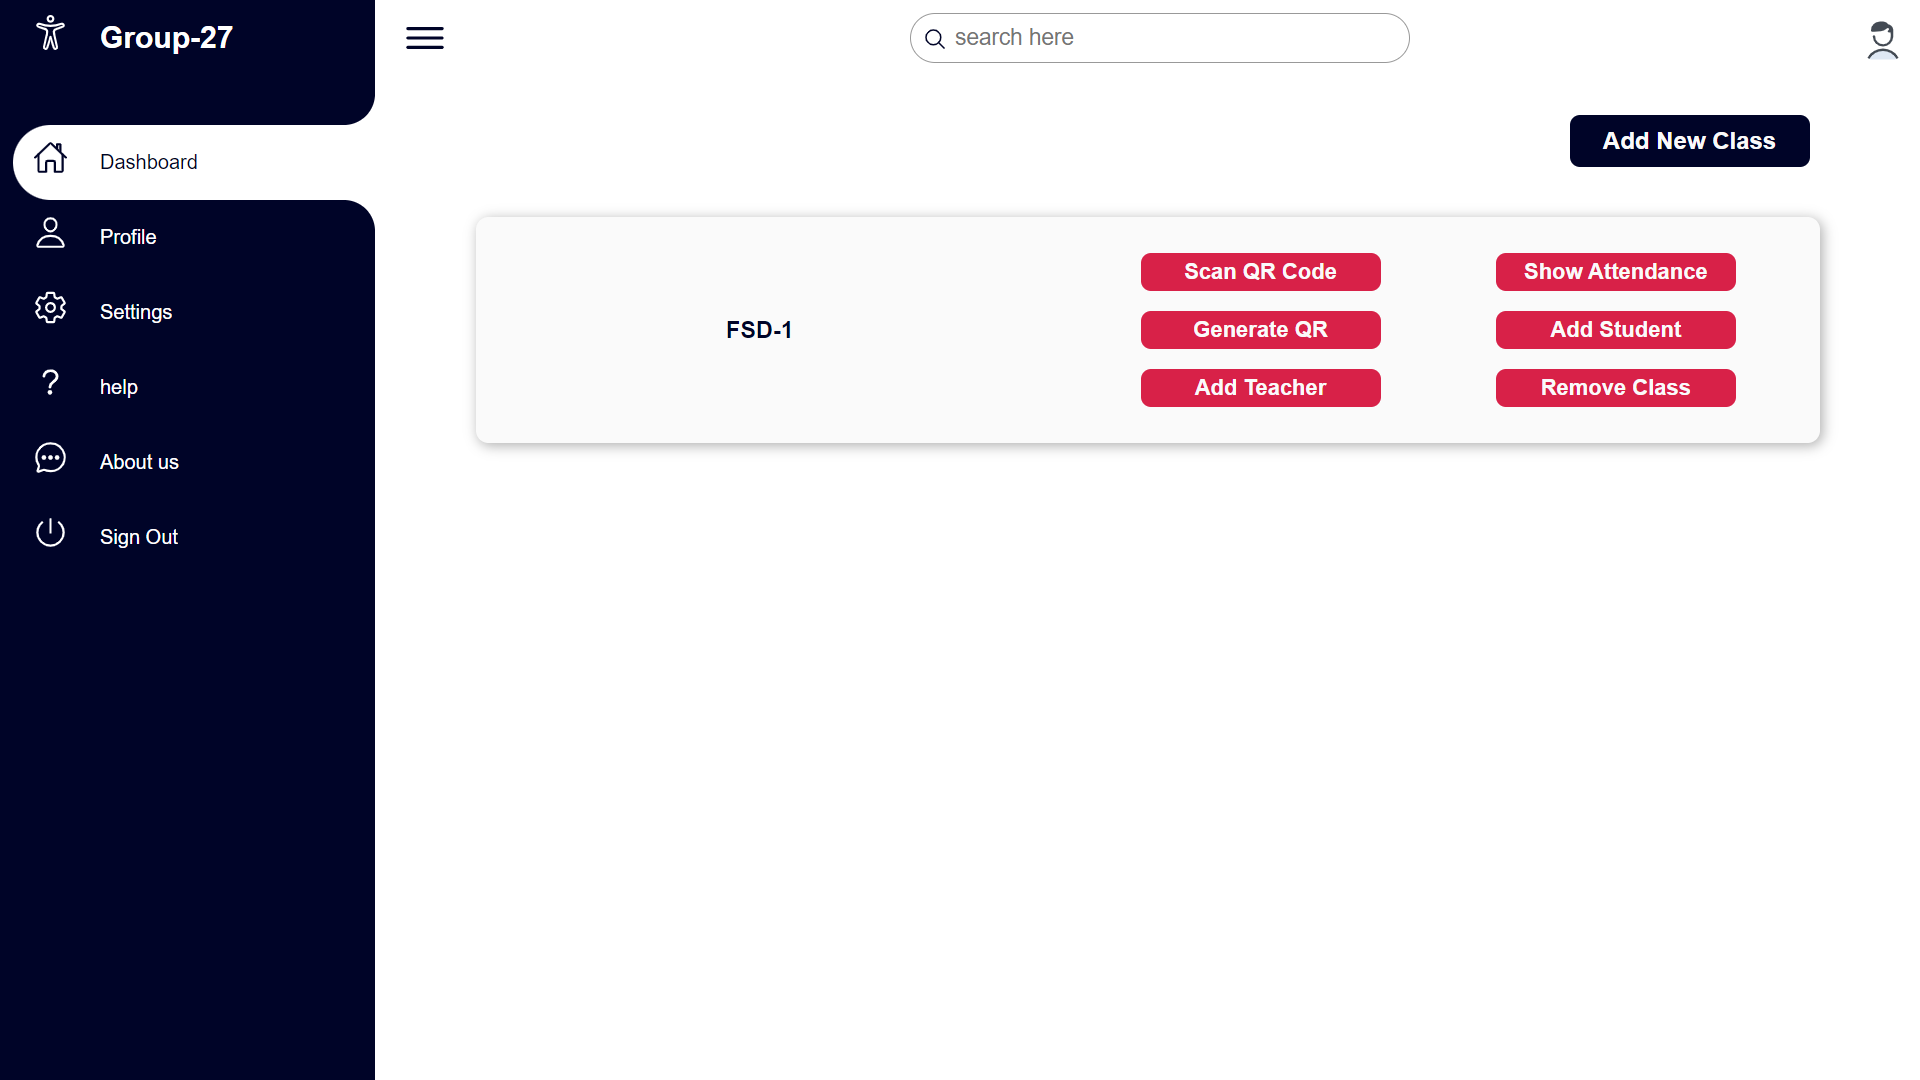 Group-27
search here
Dashboard
Profile
Settings
help
About us
Sign Out
Add New Class
FSD-1
Scan QR Code
Show Attendance
Generate QR
Add Student
Add Teacher
Remove Class